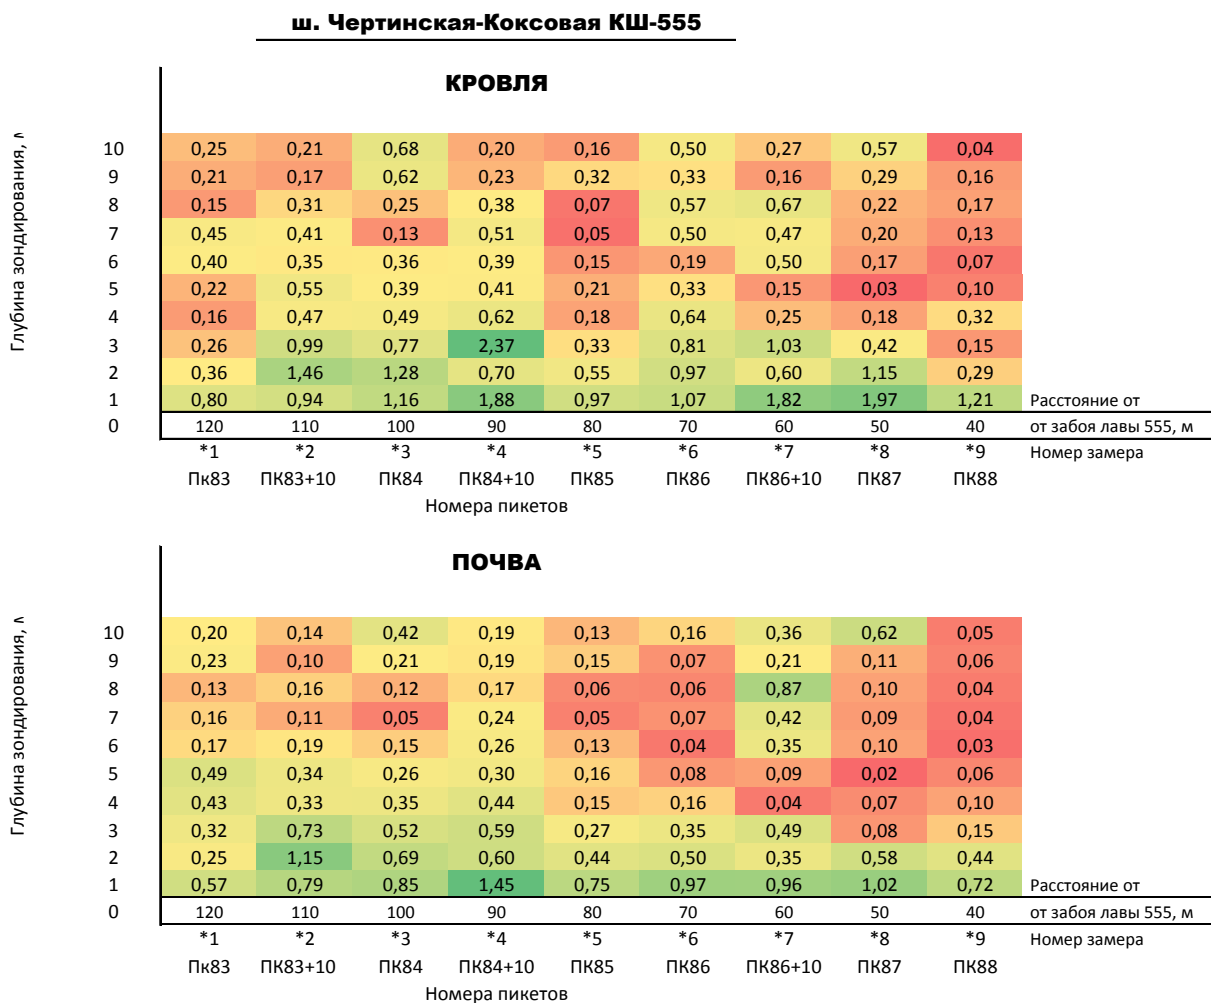 ш. Чертинская-Коксовая КШ-555
КРОВЛЯ
Глубина зондирования, м
10 0,25 0,21 0,68 0,20 0,16 0,50 0,27 0,57 0,04
9 0,21 0,17 0,62 0,23 0,32 0,33 0,16 0,29 0,16
8 0,15 0,31 0,25 0,38 0,07 0,57 0,67 0,22 0,17
7 0,45 0,41 0,13 0,51 0,05 0,50 0,47 0,20 0,13
6 0,40 0,35 0,36 0,39 0,15 0,19 0,50 0,17 0,07
5 0,22 0,55 0,39 0,41 0,21 0,33 0,15 0,03 0,10
4 0,16 0,47 0,49 0,62 0,18 0,64 0,25 0,18 0,32
3 0,26 0,99 0,77 2,37 0,33 0,81 1,03 0,42 0,15
2 0,36 1,46 1,28 0,70 0,55 0,97 0,60 1,15 0,29
1 0,80 0,94 1,16 1,88 0,97 1,07 1,82 1,97 1,21 Расстояние от
0 120 110 100 90 80 70 60 50 40 от забоя лавы 555, м
*1 *2 *3 *4 *5 *6 *7 *8 *9 Номер замера
Пк83 ПК83+10 ПК84 ПК84+10 ПК85 ПК86 ПК86+10 ПК87 ПК88
Номера пикетов
ПОЧВА
Глубина зондирования, м
10 0,20 0,14 0,42 0,19 0,13 0,16 0,36 0,62 0,05
9 0,23 0,10 0,21 0,19 0,15 0,07 0,21 0,11 0,06
8 0,13 0,16 0,12 0,17 0,06 0,06 0,87 0,10 0,04
7 0,16 0,11 0,05 0,24 0,05 0,07 0,42 0,09 0,04
6 0,17 0,19 0,15 0,26 0,13 0,04 0,35 0,10 0,03
5 0,49 0,34 0,26 0,30 0,16 0,08 0,09 0,02 0,06
4 0,43 0,33 0,35 0,44 0,15 0,16 0,04 0,07 0,10
3 0,32 0,73 0,52 0,59 0,27 0,35 0,49 0,08 0,15
2 0,25 1,15 0,69 0,60 0,44 0,50 0,35 0,58 0,44
1 0,57 0,79 0,85 1,45 0,75 0,97 0,96 1,02 0,72 Расстояние от
0 120 110 100 90 80 70 60 50 40 от забоя лавы 555, м
*1 *2 *3 *4 *5 *6 *7 *8 *9 Номер замера
Пк83 ПК83+10 ПК84 ПК84+10 ПК85 ПК86 ПК86+10 ПК87 ПК88
Номера пикетов